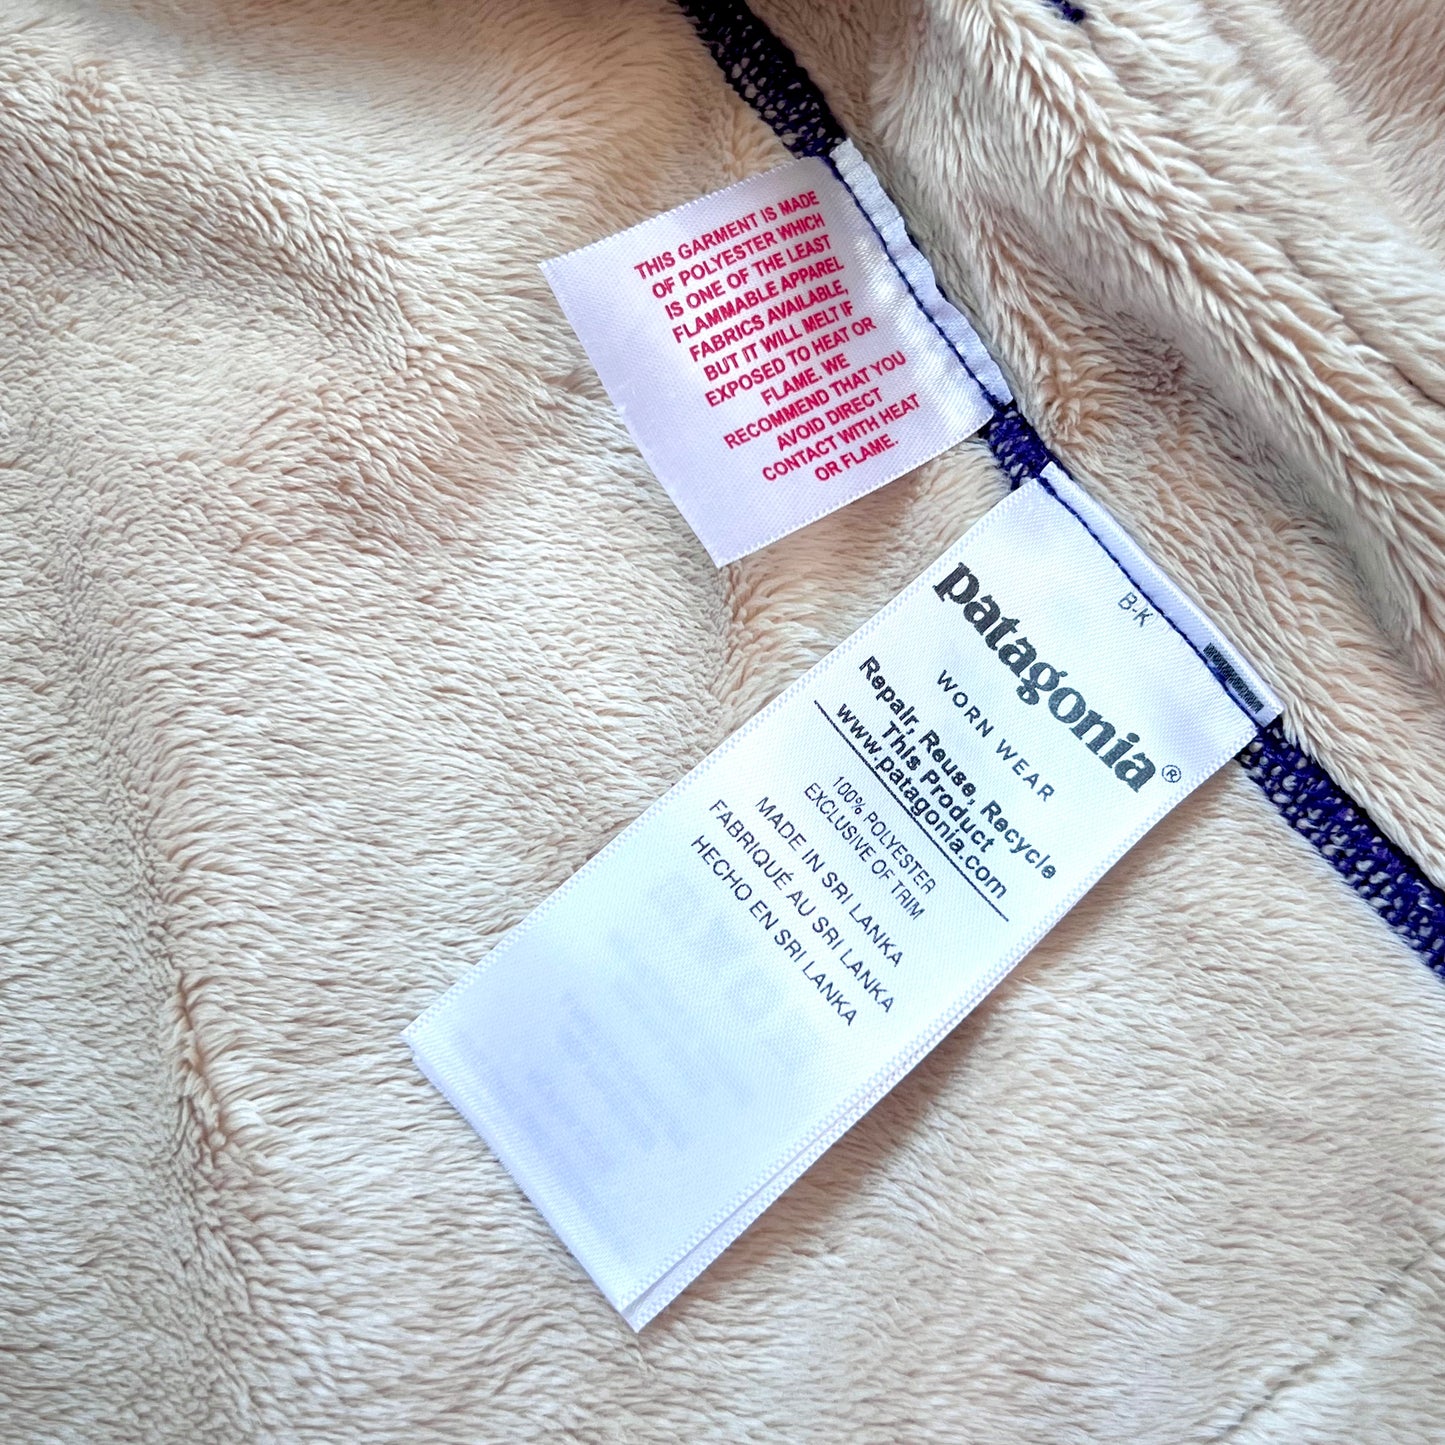 THIS GARMENT IS MADE
OF POLYESTER WHICH
IS ONE OF THE LEAST
FLAMMABLE APPAREL
FABRICS AVAILABLE,
BUT IT WILL MELT IF
EXPOSED TO HEAT OR
FLAME. WE
RECOMMEND THAT YOU
AVOID DIRECT
CONTACT WITH HEAT
OR FLAME.
B-K
patagonia®
WORN WEAR
Repair, Reuse, Recycle
This Product
www.patagonia.com
100% POLYESTER
EXCLUSIVE OF TRIM
MADE IN SRI LANKA
FABRIQUÉ AU SRI LANKA
HECHO EN SRI LANKA